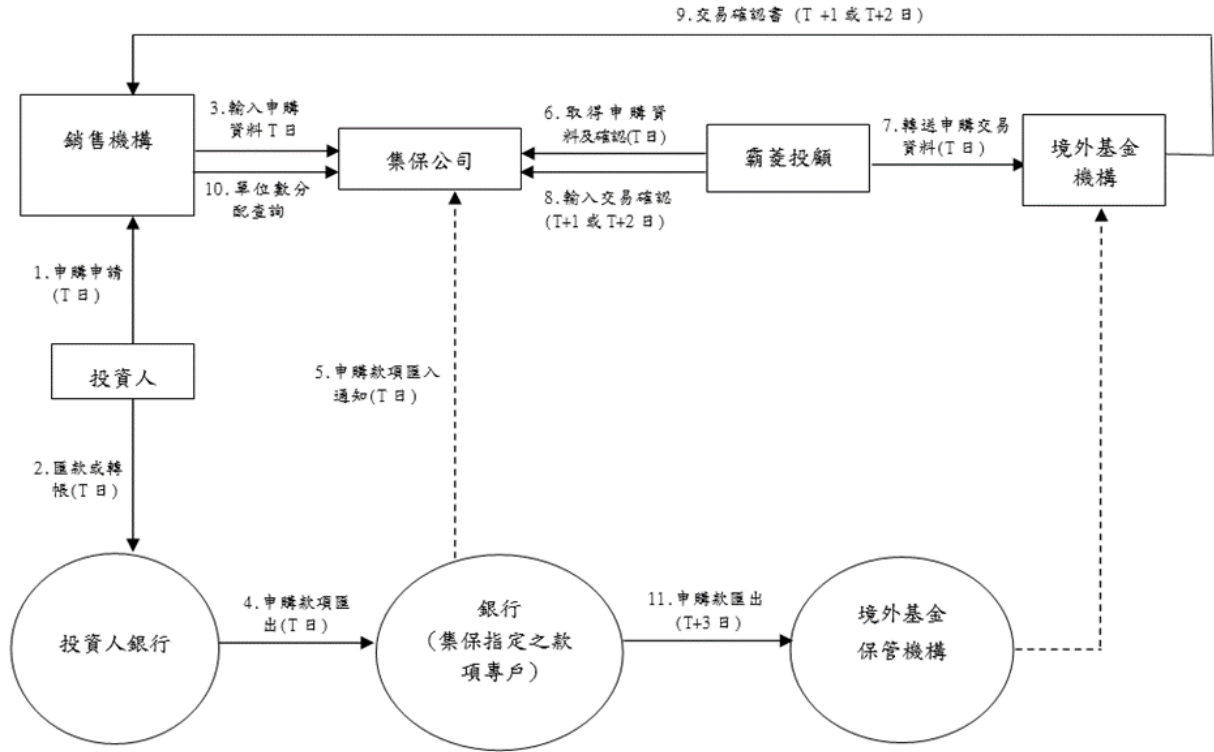 9.交易確認書 (T +1 或 T+2 日)
銷售機構
3.輸入申購
資料 T 日
10.單位數分
配查詢
集保公司
6.取得申購資
料及確認(T 日)
8.輸入交易確認
(T+1 或 T+2 日)
霸菱投顧
7.轉送申購交易
資料(T 日)
境外基金
機構
1.申購申請
(T 日)
投資人
5.申購款項匯入
通知(T 日)
2.匯款或轉
帳(T 日)
投資人銀行
4.申購款項匯
出(T 日)
銀行
(集保指定之款
項專戶)
11.申購款匯出
(T+3 日)
境外基金
保管機構